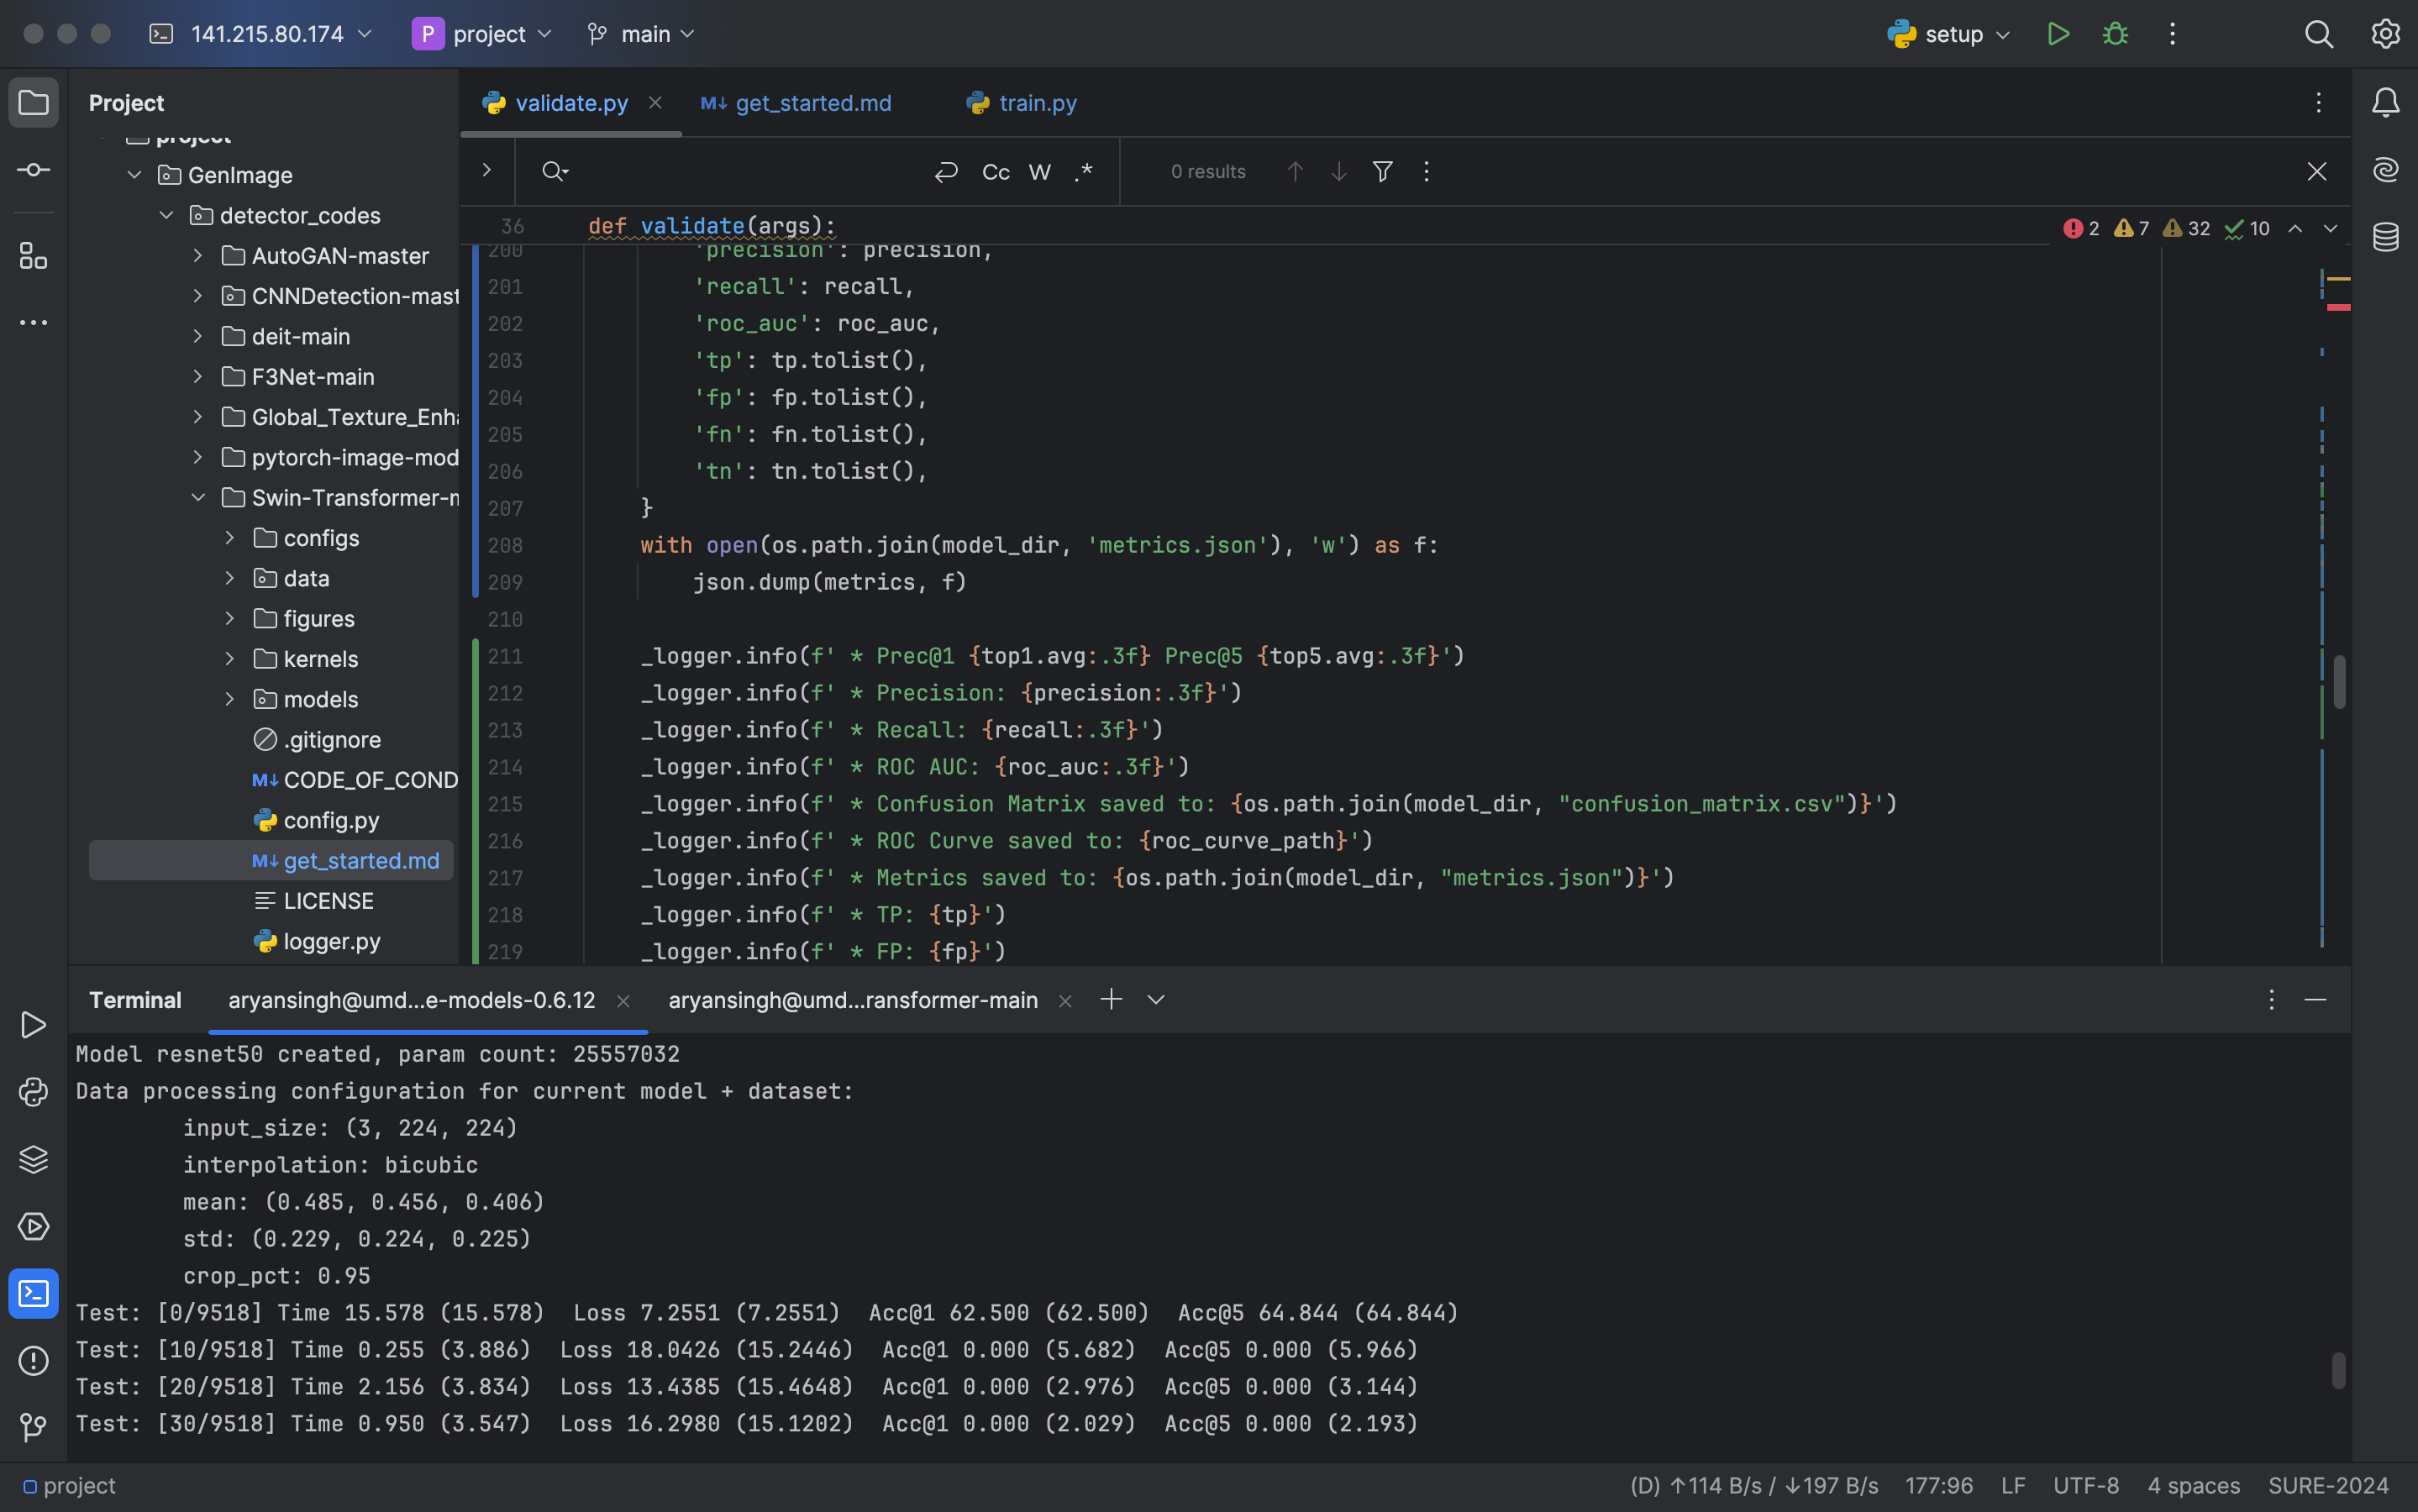 141.215.80.174
P project
main
setup
Project
validate.py
get_started.md
train.py
project
GenImage
detector_codes
AutoGAN-master
CNNDetection-mast
deit-main
F3Net-main
Global_Texture_Enha
pytorch-image-mod
Swin-Transformer-m
configs
data
figures
kernels
models
.gitignore
M↓ CODE_OF_COND
config.py
M↓ get_started.md
LICENSE
logger.py
Cc W .*
0 results
36 def validate(args):
2 7 32 10
200 'precision': precision,
201 'recall': recall,
202 'roc_auc': roc_auc,
203 'tp': tp.tolist(),
204 'fp': fp.tolist(),
205 'fn': fn.tolist(),
206 'tn': tn.tolist(),
207 }
208 with open(os.path.join(model_dir, 'metrics.json'), 'w') as f:
209 json.dump(metrics, f)
210
211 _logger.info(f' * Prec@1 {top1.avg:.3f} Prec@5 {top5.avg:.3f}')
212 _logger.info(f' * Precision: {precision:.3f}')
213 _logger.info(f' * Recall: {recall:.3f}')
214 _logger.info(f' * ROC AUC: {roc_auc:.3f}')
215 _logger.info(f' * Confusion Matrix saved to: {os.path.join(model_dir, "confusion_matrix.csv")}')
216 _logger.info(f' * ROC Curve saved to: {roc_curve_path}')
217 _logger.info(f' * Metrics saved to: {os.path.join(model_dir, "metrics.json")}')
218 _logger.info(f' * TP: {tp}')
219 _logger.info(f' * FP: {fp}')
Terminal
aryansingh@umd...e-models-0.6.12
aryansingh@umd...ransformer-main
Model resnet50 created, param count: 25557032
Data processing configuration for current model + dataset:
input_size: (3, 224, 224)
interpolation: bicubic
mean: (0.485, 0.456, 0.406)
std: (0.229, 0.224, 0.225)
crop_pct: 0.95
Test: [0/9518] Time 15.578 (15.578) Loss 7.2551 (7.2551) Acc@1 62.500 (62.500) Acc@5 64.844 (64.844)
Test: [10/9518] Time 0.255 (3.886) Loss 18.0426 (15.2446) Acc@1 0.000 (5.682) Acc@5 0.000 (5.966)
Test: [20/9518] Time 2.156 (3.834) Loss 13.4385 (15.4648) Acc@1 0.000 (2.976) Acc@5 0.000 (3.144)
Test: [30/9518] Time 0.950 (3.547) Loss 16.2980 (15.1202) Acc@1 0.000 (2.029) Acc@5 0.000 (2.193)
project
(D) ↑114 B/s / ↓197 B/s
177:96
LF
UTF-8
4 spaces
SURE-2024